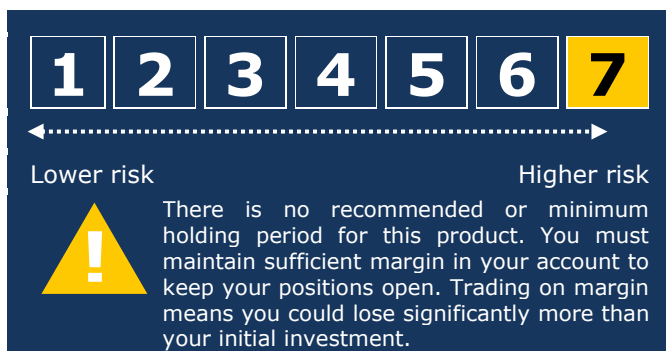 1 2 3 4 5 6 7
Lower risk Higher risk
!
There is no recommended or minimum
holding period for this product. You must
maintain sufficient margin in your account to
keep your positions open. Trading on margin
means you could lose significantly more than
your initial investment.